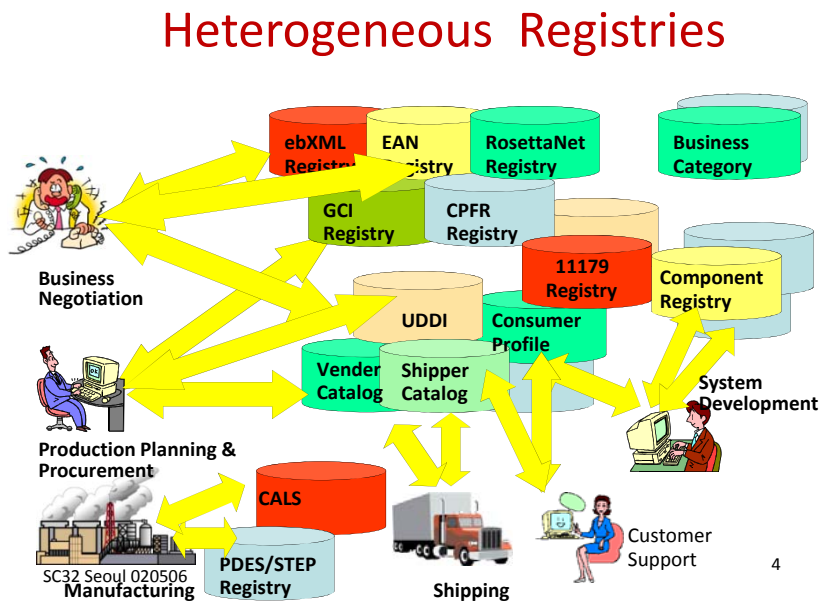 Heterogeneous Registries
ebXML
Registry
EAN
Registry
RosettaNet
Registry
Business
Category
GCI
Registry
CPFR
Registry
11179
Registry
Component
Registry
Business
Negotiation
UDDI
Consumer
Profile
Vender
Catalog
Shipper
Catalog
System
Development
Production Planning &
Procurement
CALS
PDES/STEP
Registry
SC32 Seoul 020506
Manufacturing
Shipping
Customer
Support
4